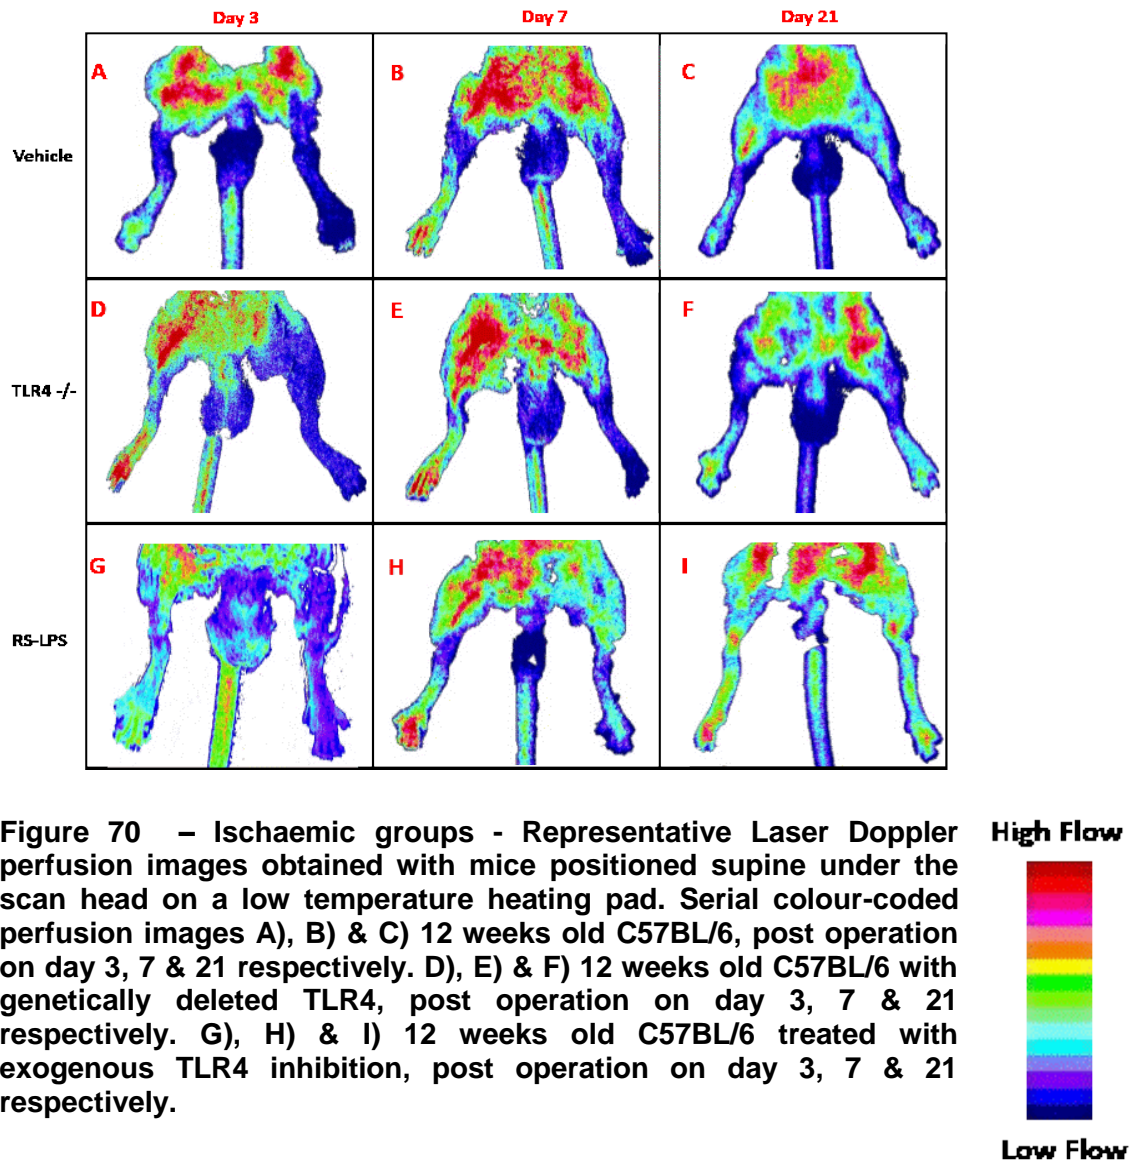 Day 3 Day 7 Day 21
A B C
Vehicle
D E F
TLR4 -/-
G H I
RS-LPS
Figure 70 – Ischaemic groups - Representative Laser Doppler
perfusion images obtained with mice positioned supine under the
scan head on a low temperature heating pad. Serial colour-coded
perfusion images A), B) & C) 12 weeks old C57BL/6, post operation
on day 3, 7 & 21 respectively. D), E) & F) 12 weeks old C57BL/6 with
genetically deleted TLR4, post operation on day 3, 7 & 21
respectively. G), H) & I) 12 weeks old C57BL/6 treated with
exogenous TLR4 inhibition, post operation on day 3, 7 & 21
respectively.
High Flow
Low Flow